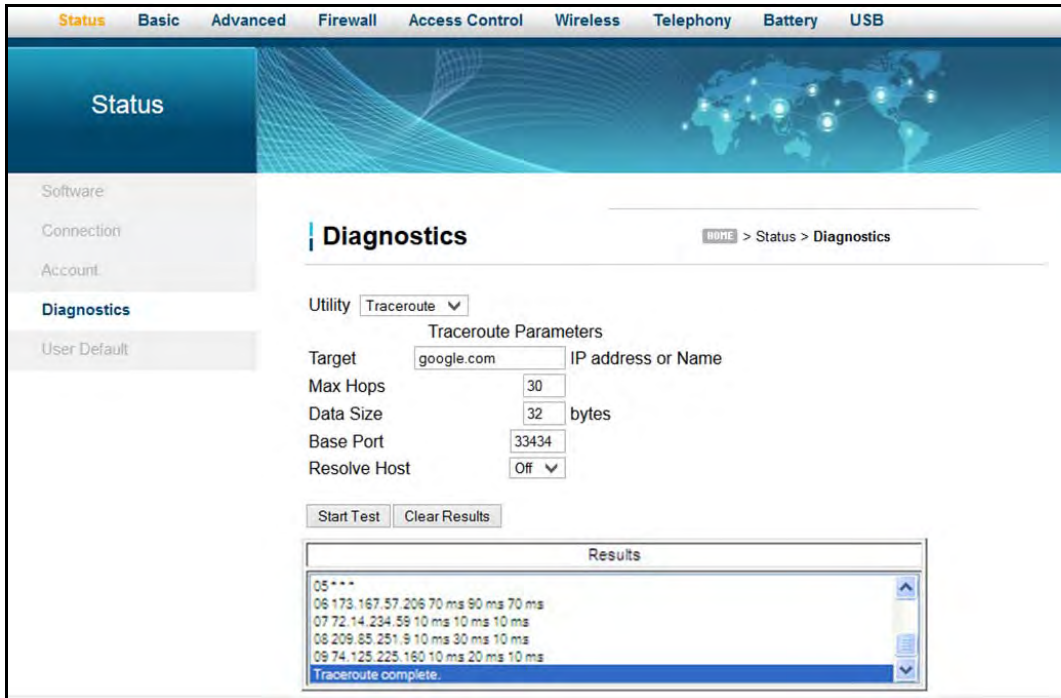 Status Basic Advanced Firewall Access Control Wireless Telephony Battery USB
Status
Software
Connection
Account
Diagnostics
User Default
Diagnostics
HOME > Status > Diagnostics
Utility Traceroute
Traceroute Parameters
Target google.com IP address or Name
Max Hops 30
Data Size 32 bytes
Base Port 33434
Resolve Host Off
Start Test Clear Results
Results
05 * * *
06 173.167.57.206 70 ms 90 ms 70 ms
07 72.14.234.59 10 ms 10 ms 10 ms
08 209.85.251.9 10 ms 30 ms 10 ms
09 74.125.225.160 10 ms 20 ms 10 ms
Traceroute complete.